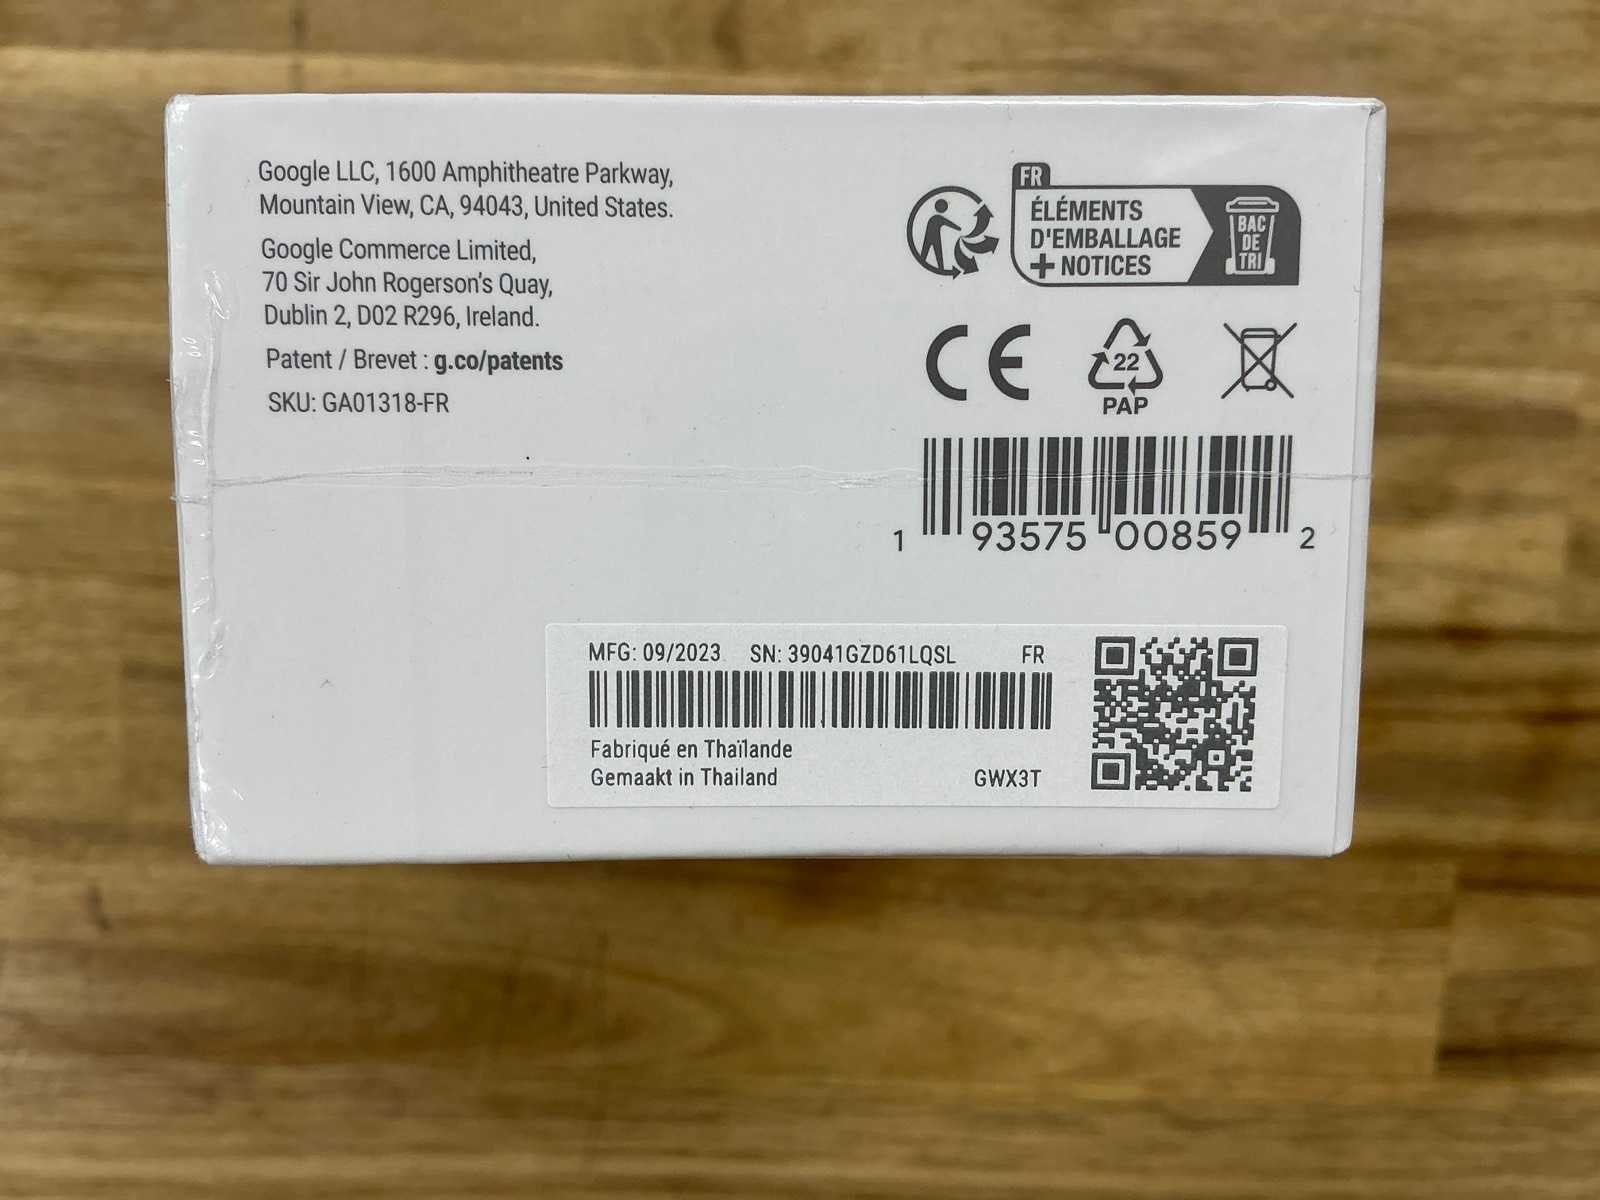 Google LLC, 1600 Amphitheatre Parkway,
Mountain View, CA, 94043, United States.
Google Commerce Limited,
70 Sir John Rogerson's Quay,
Dublin 2, D02 R296, Ireland.
Patent / Brevet : g.co/patents
SKU: GA01318-FR
FR
ÉLÉMENTS
D'EMBALLAGE
+ NOTICES
BAC
DE
TRI
CE
22
PAP
1 93575 00859 2
MFG: 09/2023 SN: 39041GZD61LQSL FR
Fabriqué en Thaïlande
Gemaakt in Thailand GWX3T